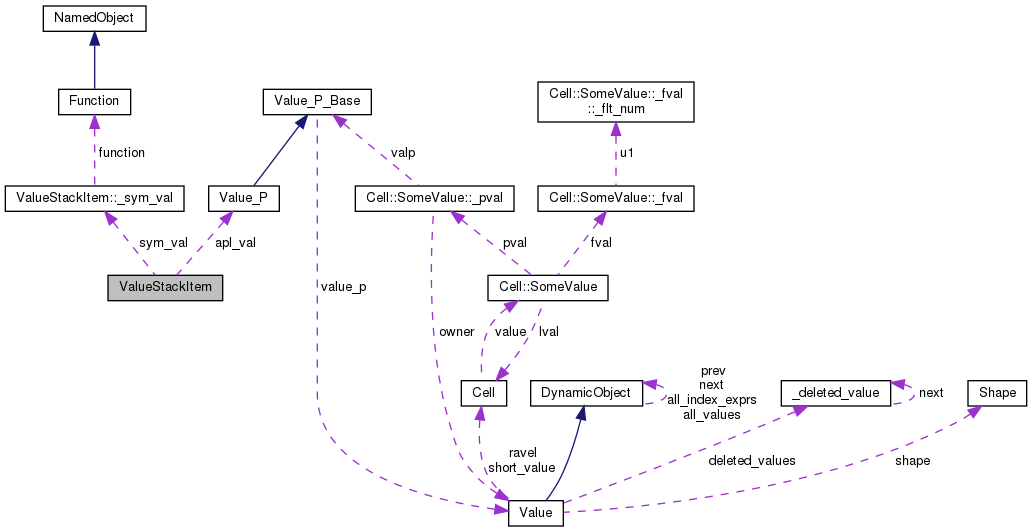 NamedObject
Function
Value_P_Base
Cell::SomeValue::_fval
::_flt_num
function
valp
u1
ValueStackItem::_sym_val
Value_P
Cell::SomeValue::_pval
Cell::SomeValue::_fval
sym_val
apl_val
pval
fval
ValueStackItem
value_p
Cell::SomeValue
owner
value
lval
Cell
DynamicObject
prev
next
all_index_exprs
all_values
_deleted_value
next
Shape
ravel
short_value
deleted_values
shape
Value